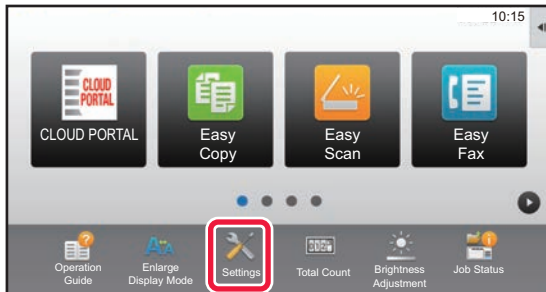 10:15
CLOUD
PORTAL
CLOUD PORTAL
Easy
Copy
Easy
Scan
Easy
Fax
Operation
Guide
Enlarge
Display Mode
Settings
Total Count
Brightness
Adjustment
Job Status